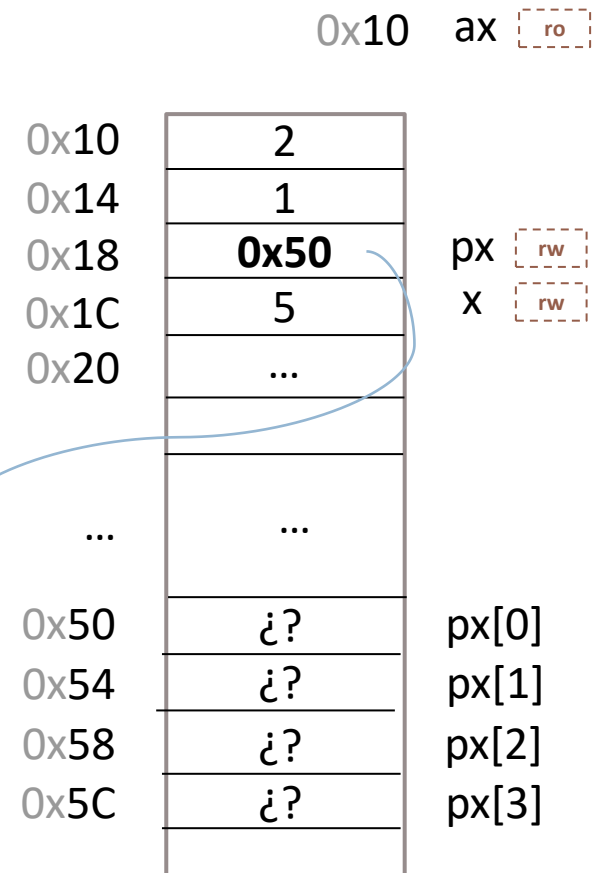 0x10 ax ro
0x10 2
0x14 1
0x18 0x50 px rw
0x1C 5 x rw
0x20 ...
... ...
0x50 ¿? px[0]
0x54 ¿? px[1]
0x58 ¿? px[2]
0x5C ¿? px[3]